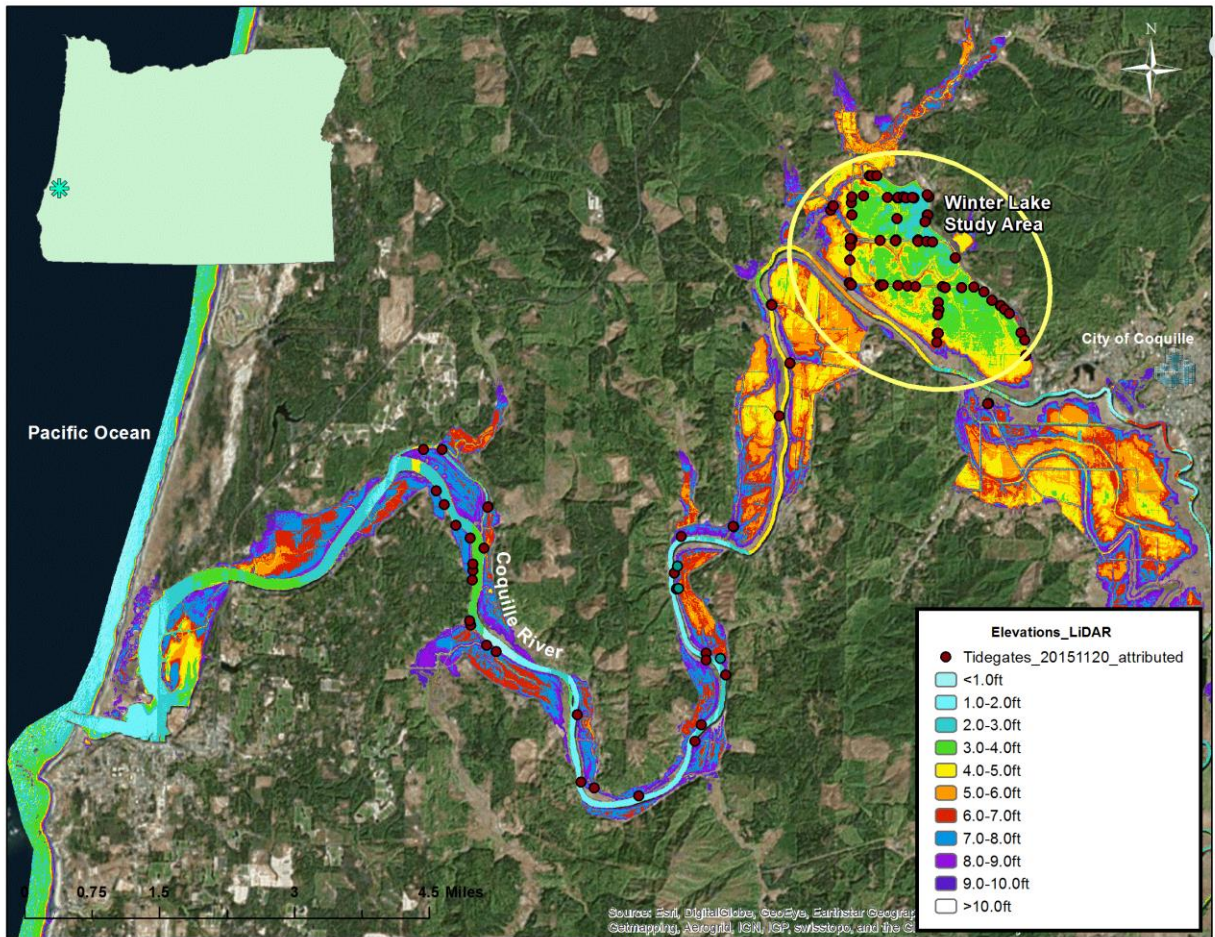 N
Winter Lake
Study Area
City of Coquille
Pacific Ocean
Coquille River
Elevations_LiDAR
Tidegates_20151120_attributed
<1.0ft
1.0-2.0ft
2.0-3.0ft
3.0-4.0ft
4.0-5.0ft
5.0-6.0ft
6.0-7.0ft
7.0-8.0ft
8.0-9.0ft
9.0-10.0ft
>10.0ft
0 0.75 1.5 3 4.5 Miles
Source: Esri, DigitalGlobe, GeoEye, Earthstar
Getmapping, Aerogrid, IGN, IGP, swisstopo, and the